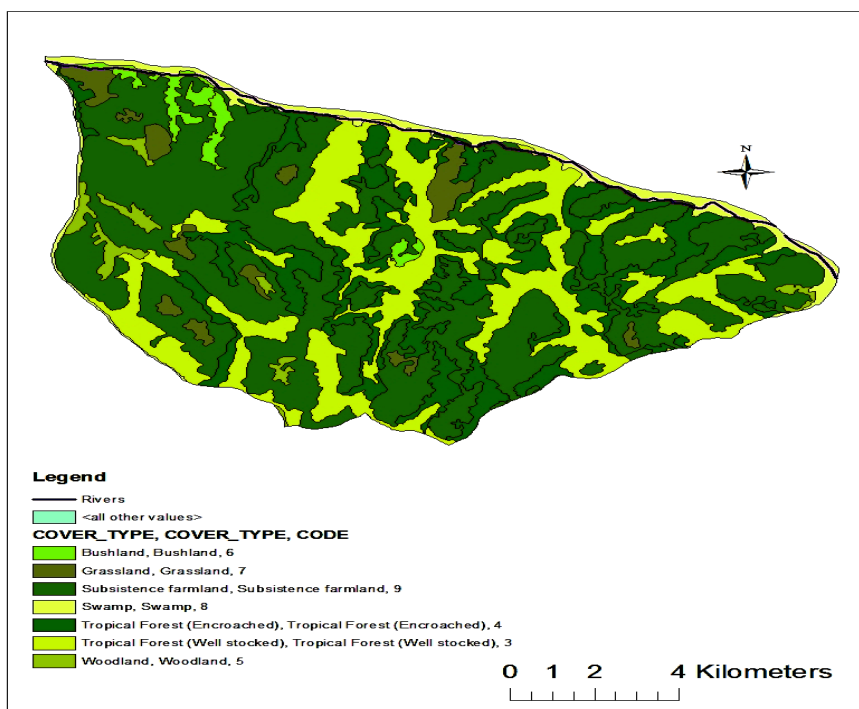 N
Legend
Rivers
<all other values>
COVER_TYPE, COVER_TYPE, CODE
Bushland, Bushland, 6
Grassland, Grassland, 7
Subsistence farmland, Subsistence farmland, 9
Swamp, Swamp, 8
Tropical Forest (Encroached), Tropical Forest (Encroached), 4
Tropical Forest (Well stocked), Tropical Forest (Well stocked), 3
Woodland, Woodland, 5
0 1 2 4 Kilometers